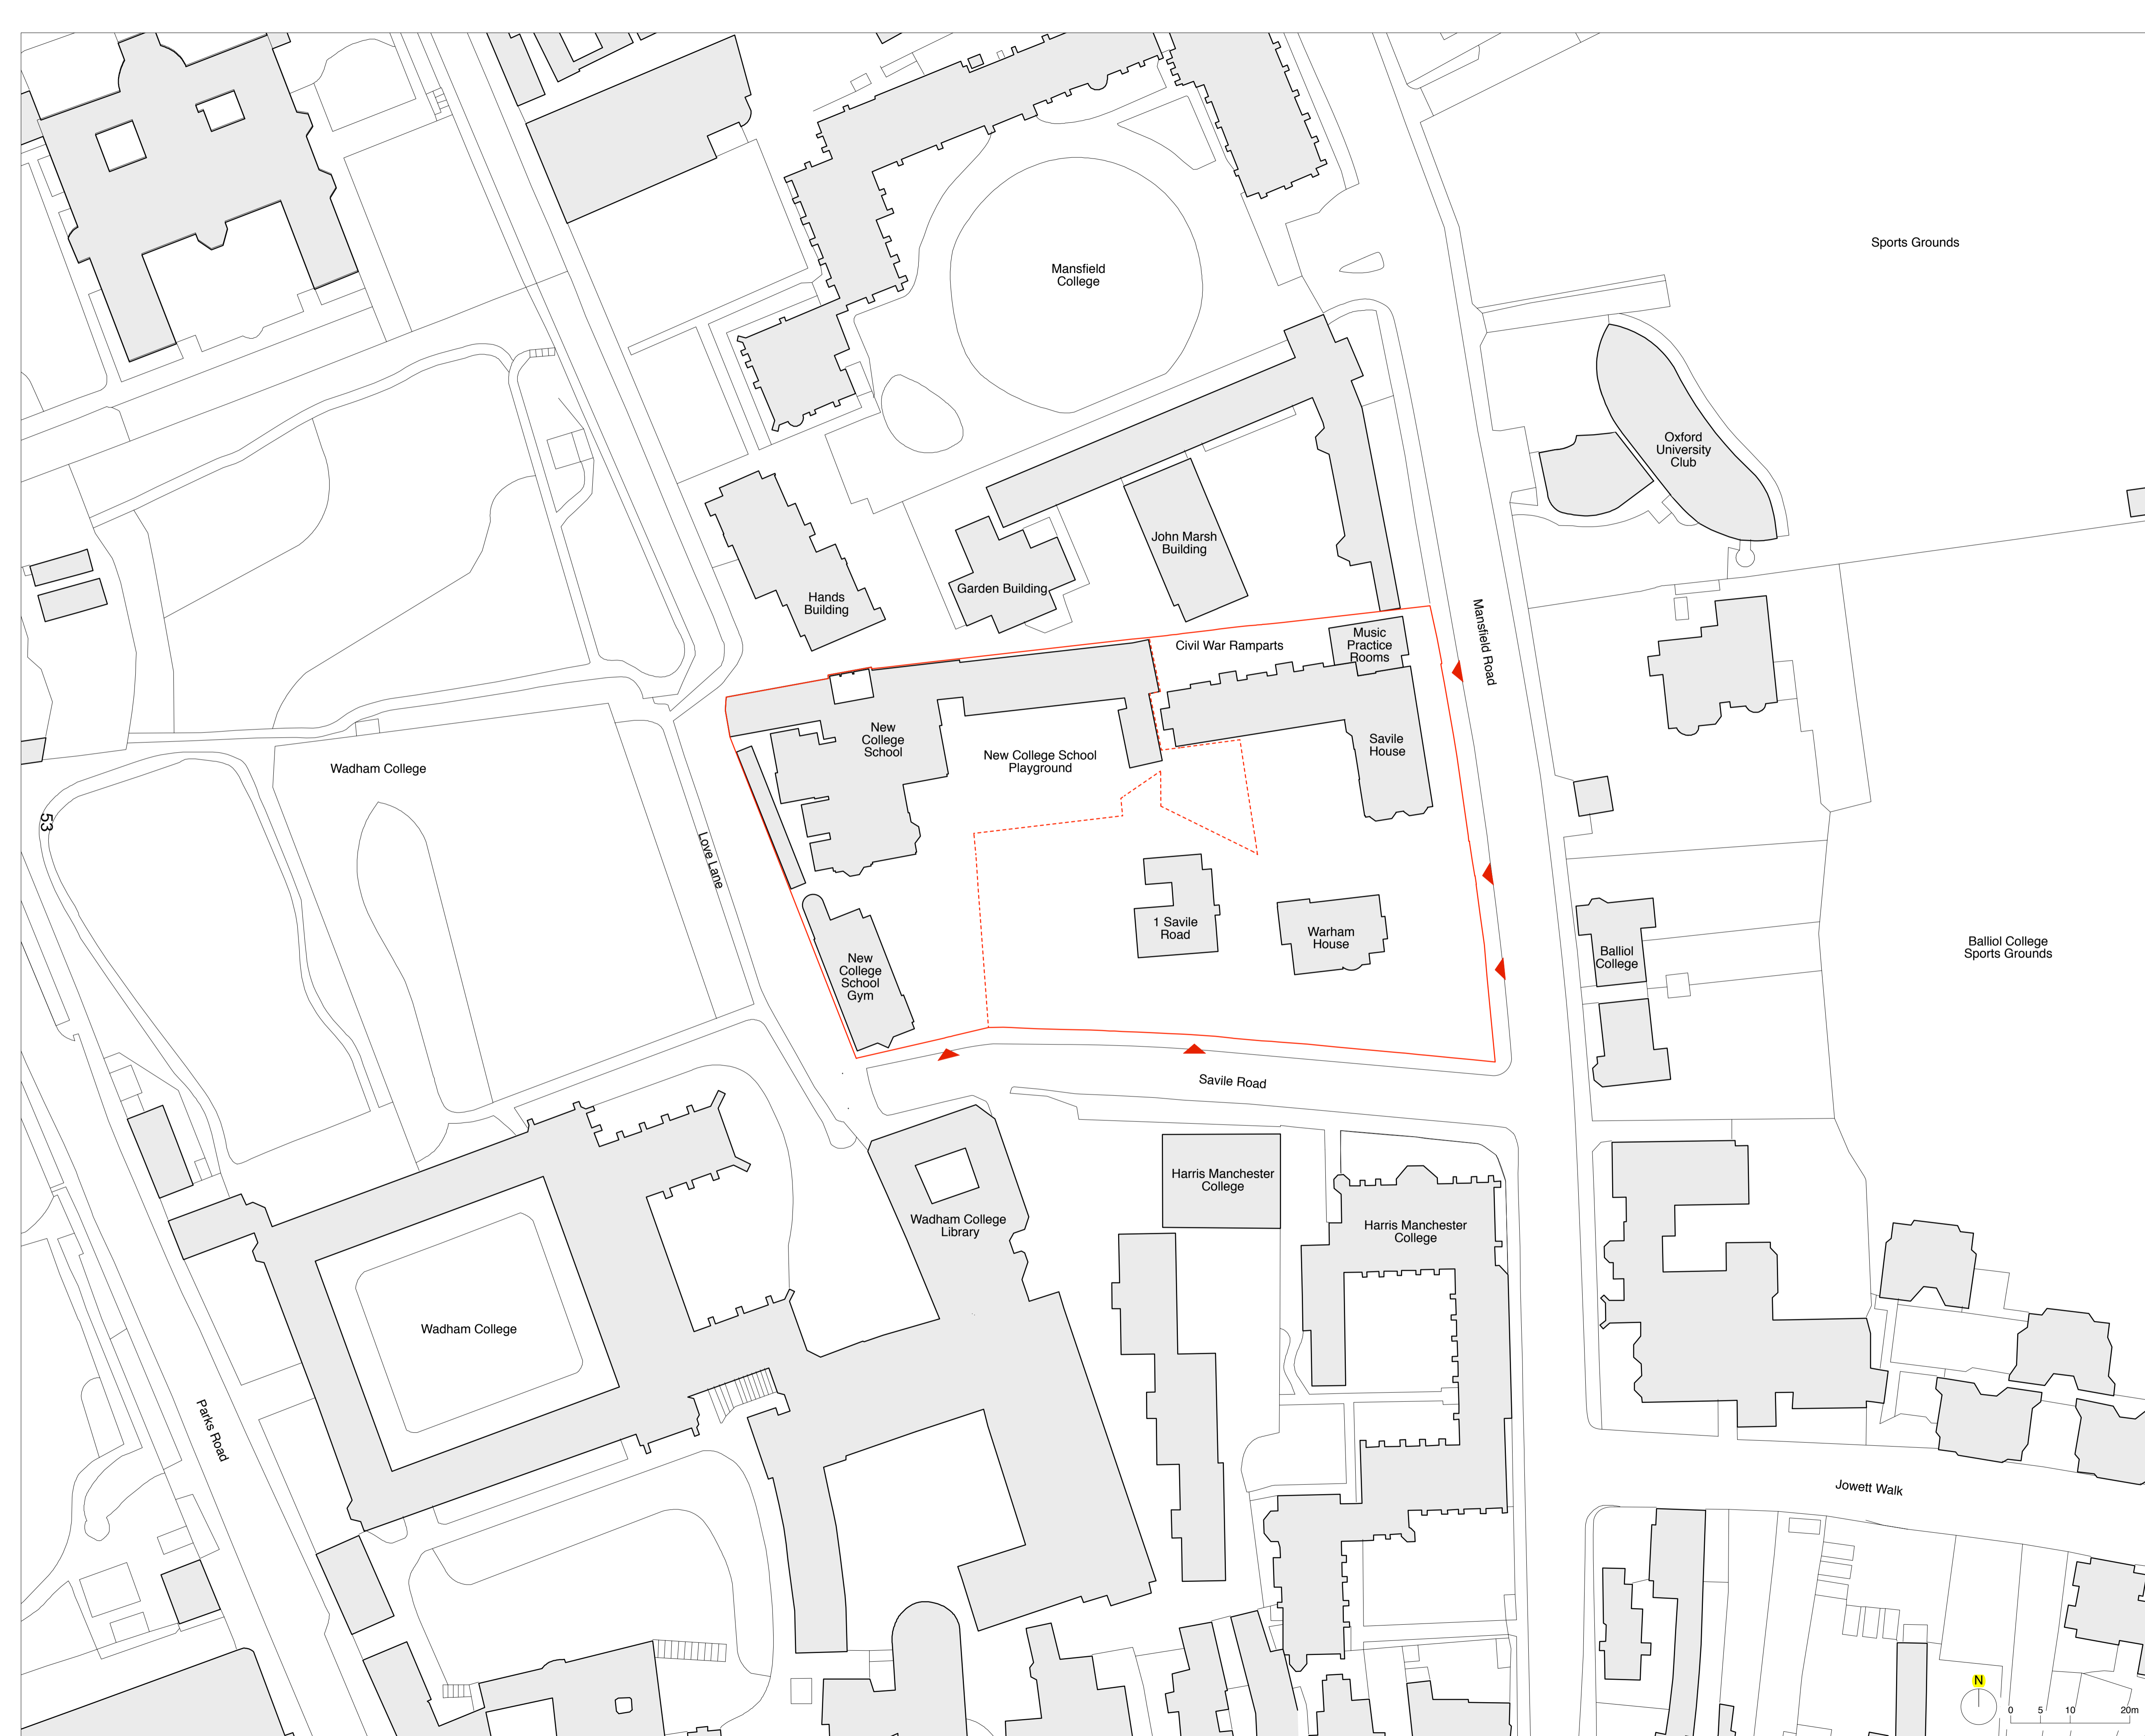 Sports Grounds
Mansfield
College
Oxford
University
Club
John Marsh
Building
Garden Building
Hands
Building
Mansfield Road
Music
Practice
Rooms
Civil War Ramparts
New
College
School
New College School
Playground
Savile
House
Wadham College
53
Love Lane
1 Savile
Road
Warham
House
Balliol
College
Balliol College
Sports Grounds
New
College
School
Gym
Savile Road
Harris Manchester
College
Wadham College
Library
Harris Manchester
College
Wadham College
Parks Road
Jowett Walk
N
0 5 10 20m